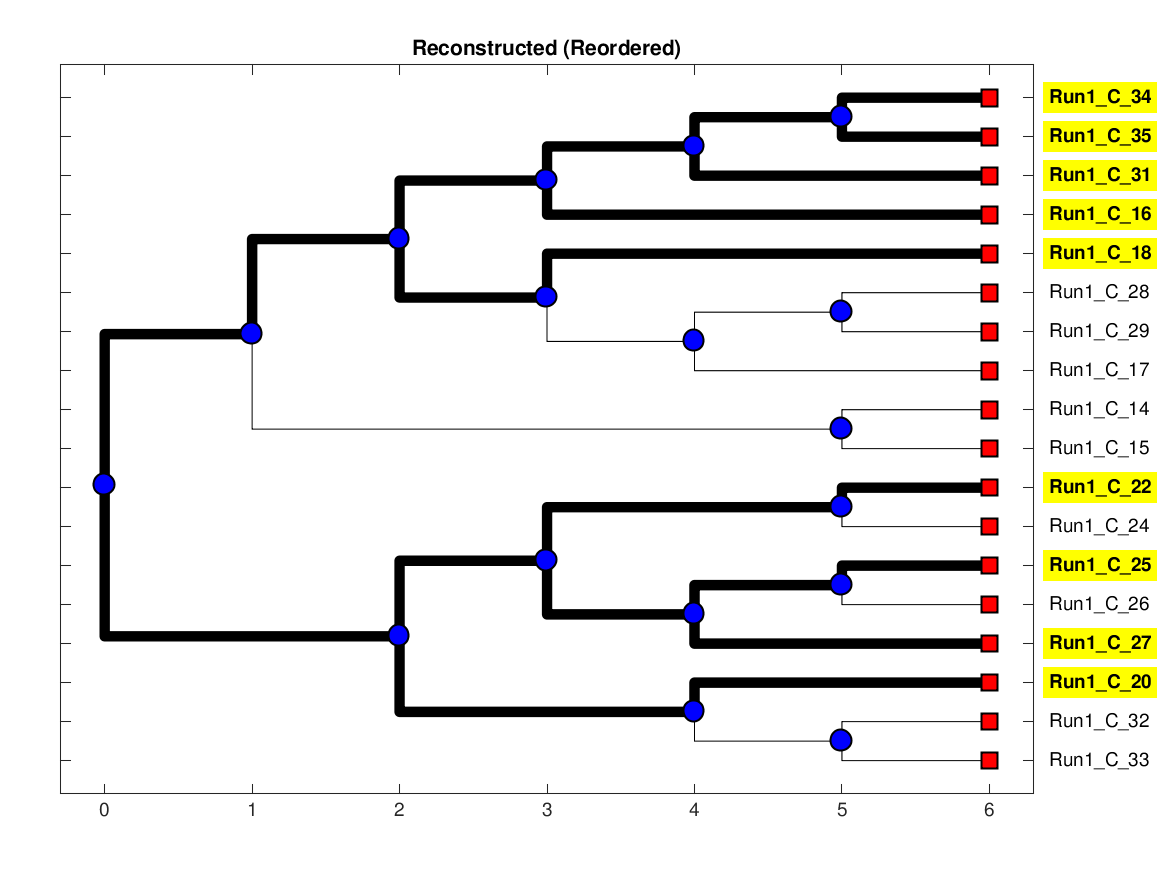 Reconstructed (Reordered)
Run1_C_34
Run1_C_35
Run1_C_31
Run1_C_16
Run1_C_18
Run1_C_28
Run1_C_29
Run1_C_17
Run1_C_14
Run1_C_15
Run1_C_22
Run1_C_24
Run1_C_25
Run1_C_26
Run1_C_27
Run1_C_20
Run1_C_32
Run1_C_33
0 1 2 3 4 5 6